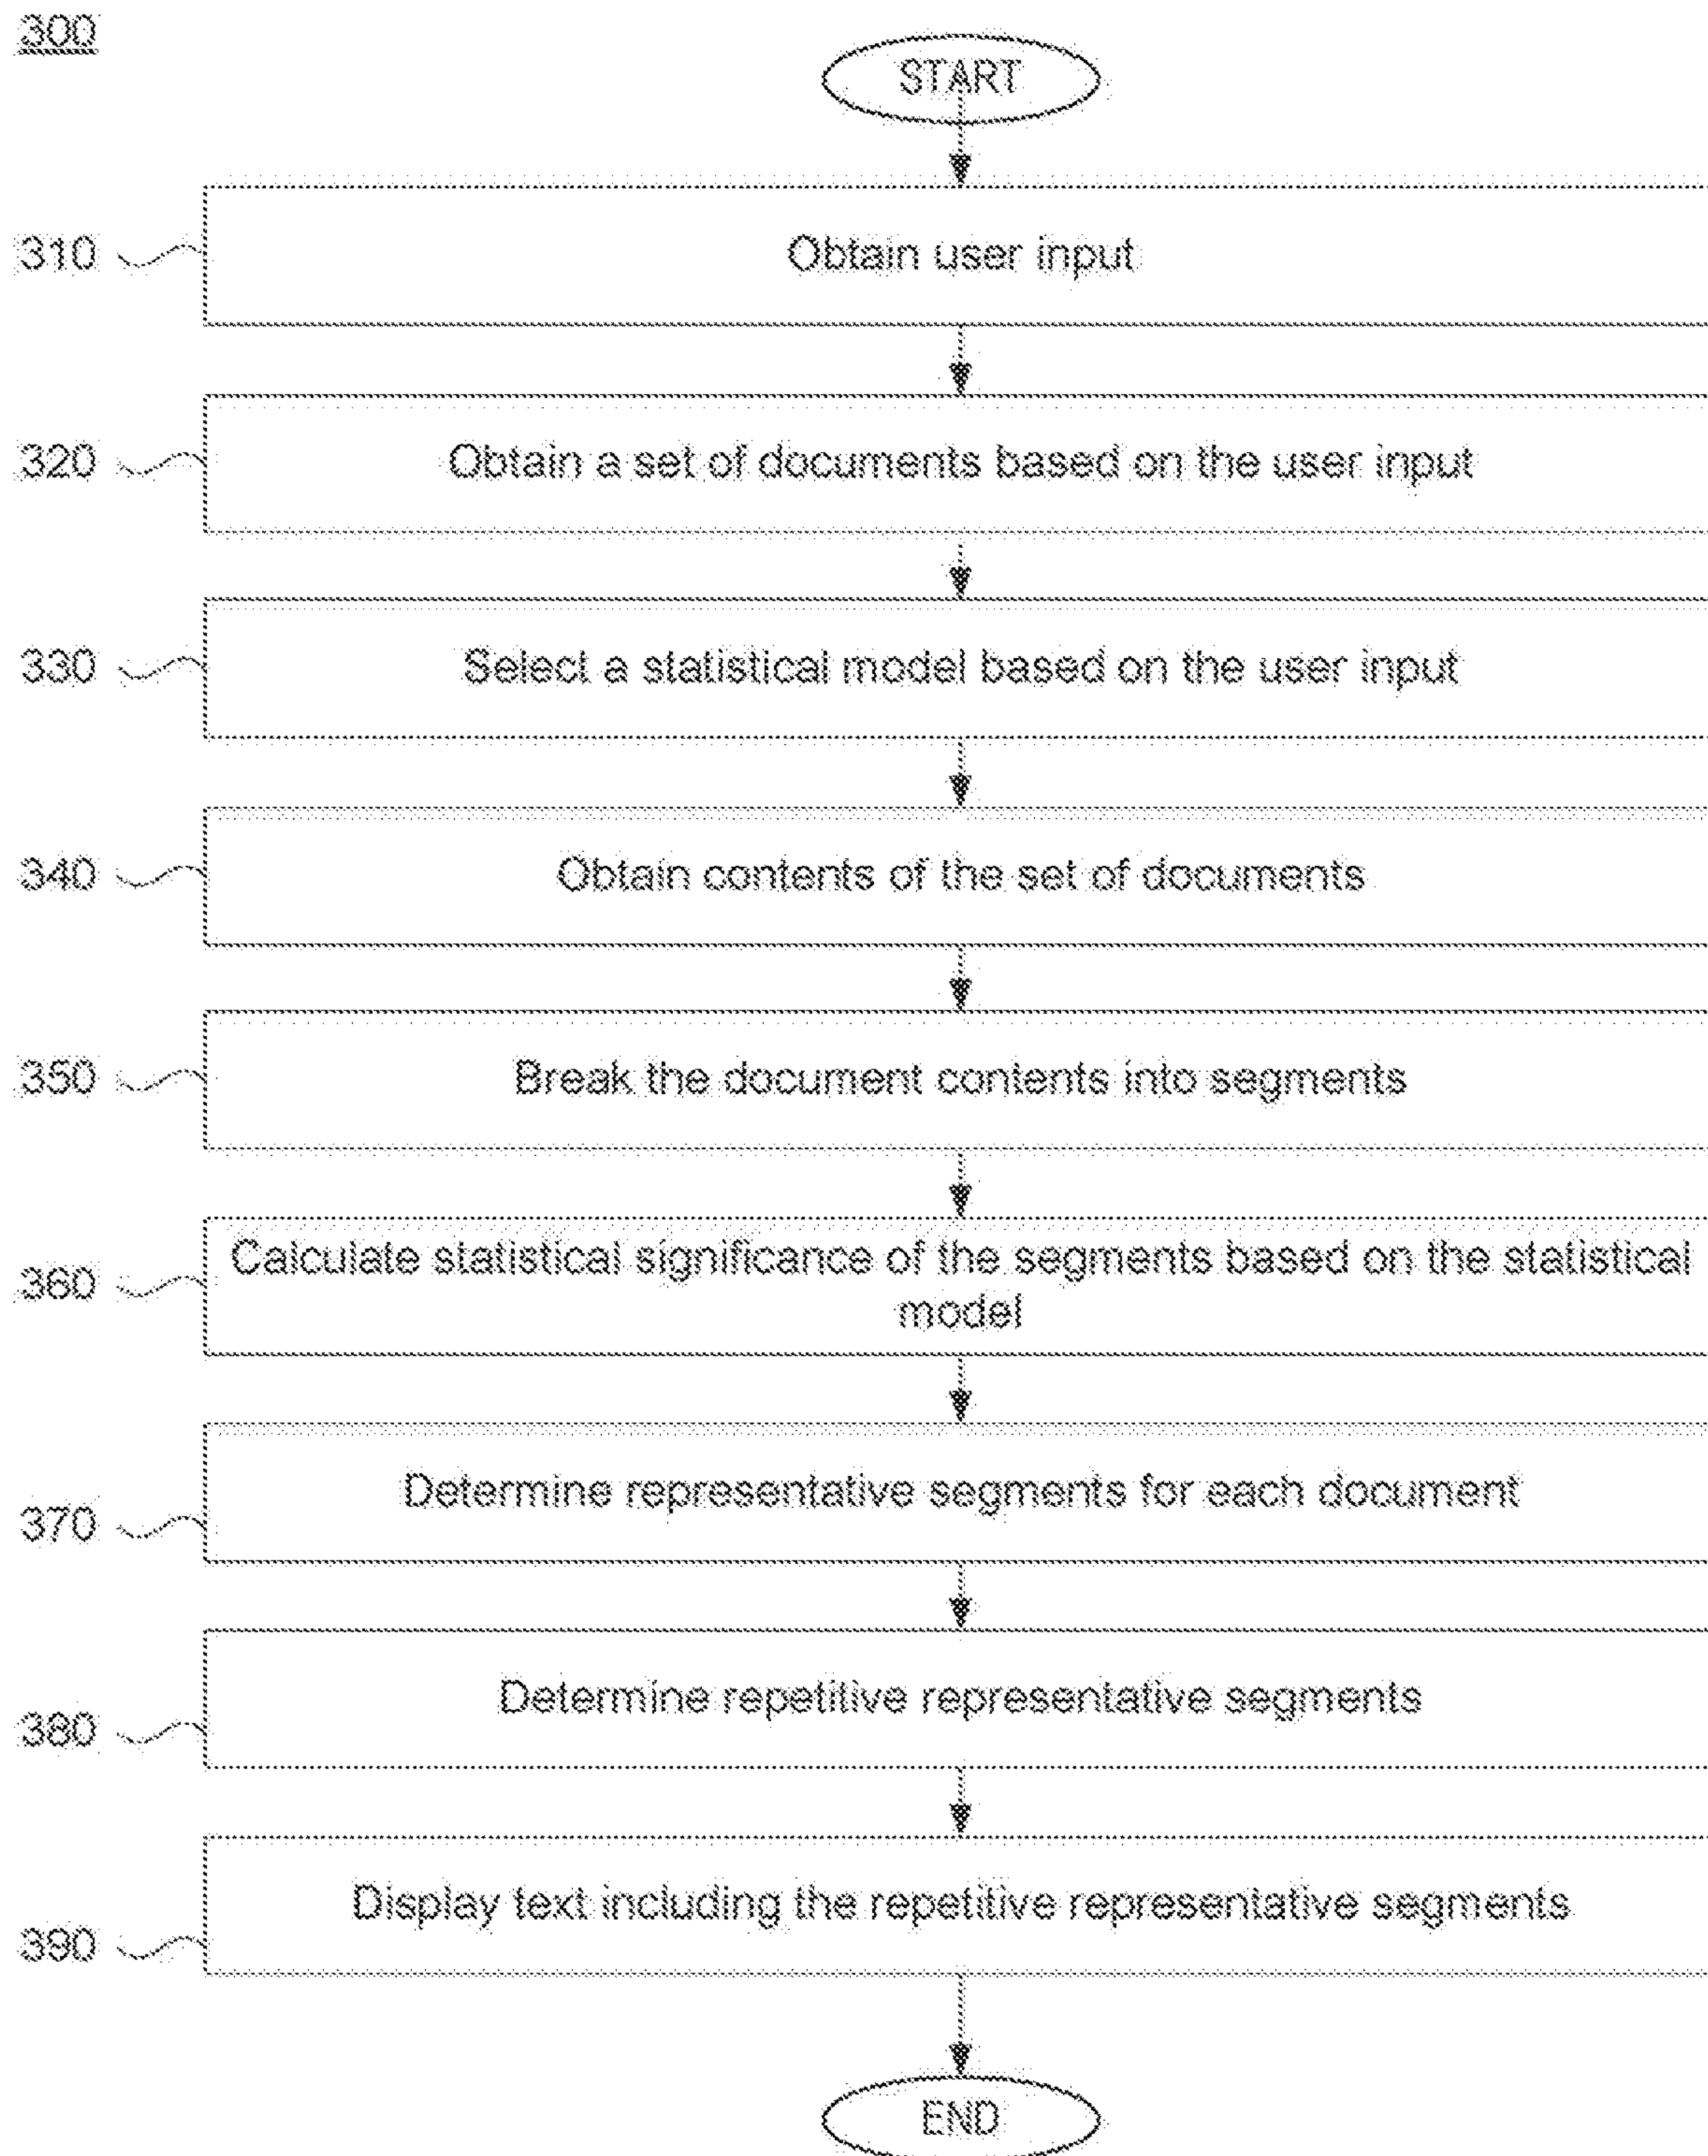 300
START
310
Obtain user input
320
Obtain a set of documents based on the user input
330
Select a statistical model based on the user input
340
Obtain contents of the set of documents
350
Break the document contents into segments
360
Calculate statistical significance of the segments based on the statistical
model
370
Determine representative segments for each document
380
Determine repetitive representative segments
390
Display text including the repetitive representative segments
END